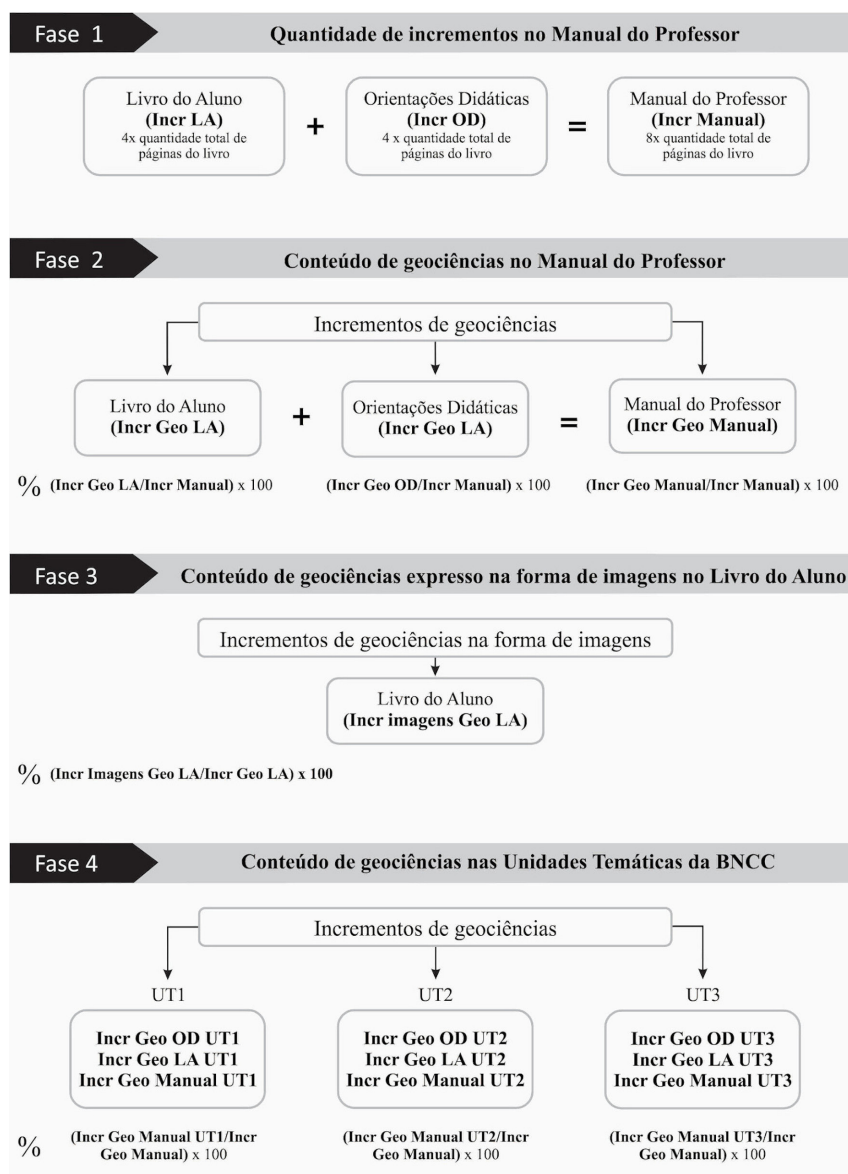 Fase 1
Quantidade de incrementos no Manual do Professor
Livro do Aluno
(Incr LA)
4x quantidade total de
páginas do livro
+
Orientações Didáticas
(Incr OD)
4 x quantidade total de
páginas do livro
=
Manual do Professor
(Incr Manual)
8x quantidade total de
páginas do livro
Fase 2
Conteúdo de geociências no Manual do Professor
Incrementos de geociências
Livro do Aluno
(Incr Geo LA)
+
Orientações Didáticas
(Incr Geo LA)
=
Manual do Professor
(Incr Geo Manual)
% (Incr Geo LA/Incr Manual) x 100
(Incr Geo OD/Incr Manual) x 100
(Incr Geo Manual/Incr Manual) x 100
Fase 3
Conteúdo de geociências expresso na forma de imagens no Livro do Aluno
Incrementos de geociências na forma de imagens
Livro do Aluno
(Incr imagens Geo LA)
% (Incr Imagens Geo LA/Incr Geo LA) x 100
Fase 4
Conteúdo de geociências nas Unidades Temáticas da BNCC
Incrementos de geociências
UT1
Incr Geo OD UT1
Incr Geo LA UT1
Incr Geo Manual UT1
UT2
Incr Geo OD UT2
Incr Geo LA UT2
Incr Geo Manual UT2
UT3
Incr Geo OD UT3
Incr Geo LA UT3
Incr Geo Manual UT3
%
(Incr Geo Manual UT1/Incr
Geo Manual) x 100
(Incr Geo Manual UT2/Incr
Geo Manual) x 100
(Incr Geo Manual UT3/Incr
Geo Manual) x 100